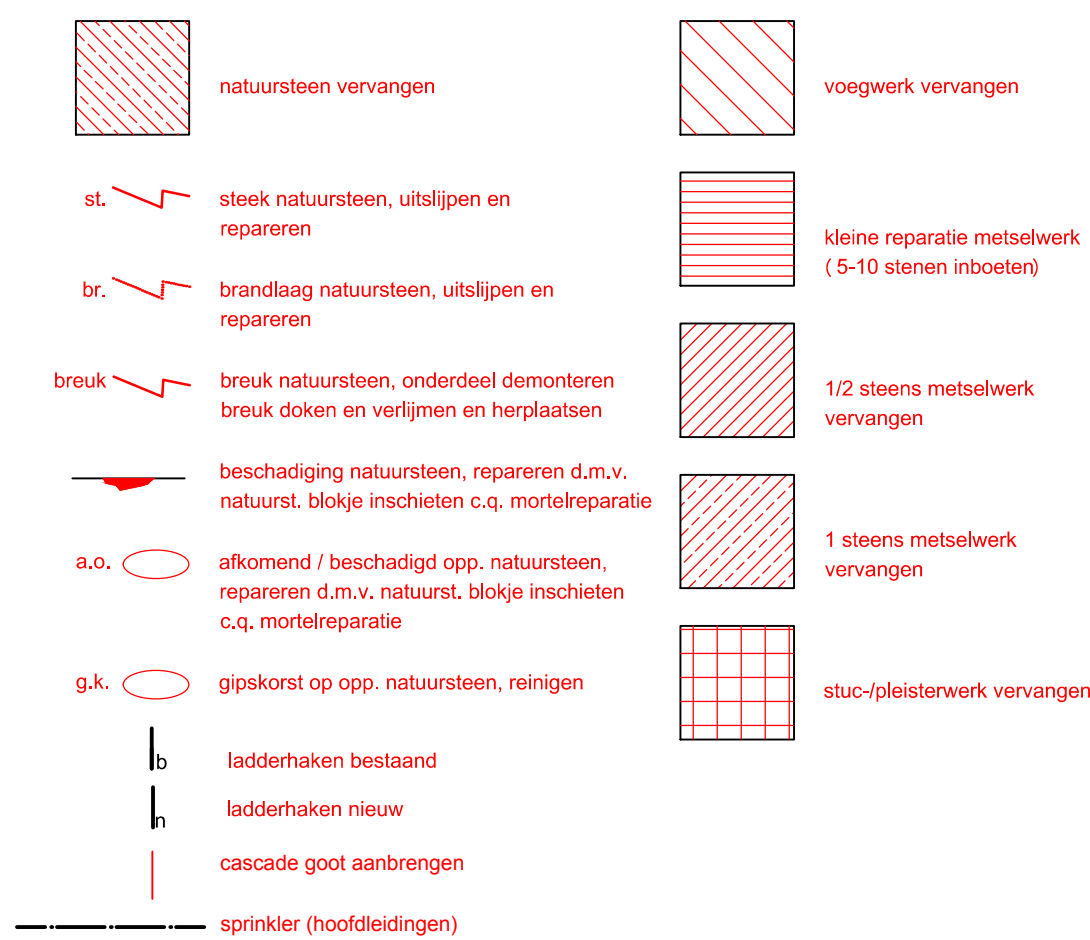 natuursteen vervangen
st.
steek natuursteen, uitslijpen en
repareren
br.
brandlaag natuursteen, uitslijpen en
repareren
breuk
breuk natuursteen, onderdeel demonteren
breuk doken en verlijmen en herplaatsen
beschadiging natuursteen, repareren d.m.v.
natuurst. blokje inschieten c.q. mortelreparatie
a.o.
afkomend / beschadigd opp. natuursteen,
repareren d.m.v. natuurst. blokje inschieten
c.q. mortelreparatie
g.k.
gipskorst op opp. natuursteen, reinigen
b
ladderhaken bestaand
n
ladderhaken nieuw
cascade goot aanbrengen
sprinkler (hoofdleidingen)
voegwerk vervangen
kleine reparatie metselwerk
( 5-10 stenen inboeten)
1/2 steens metselwerk
vervangen
1 steens metselwerk
vervangen
stuc-/pleisterwerk vervangen